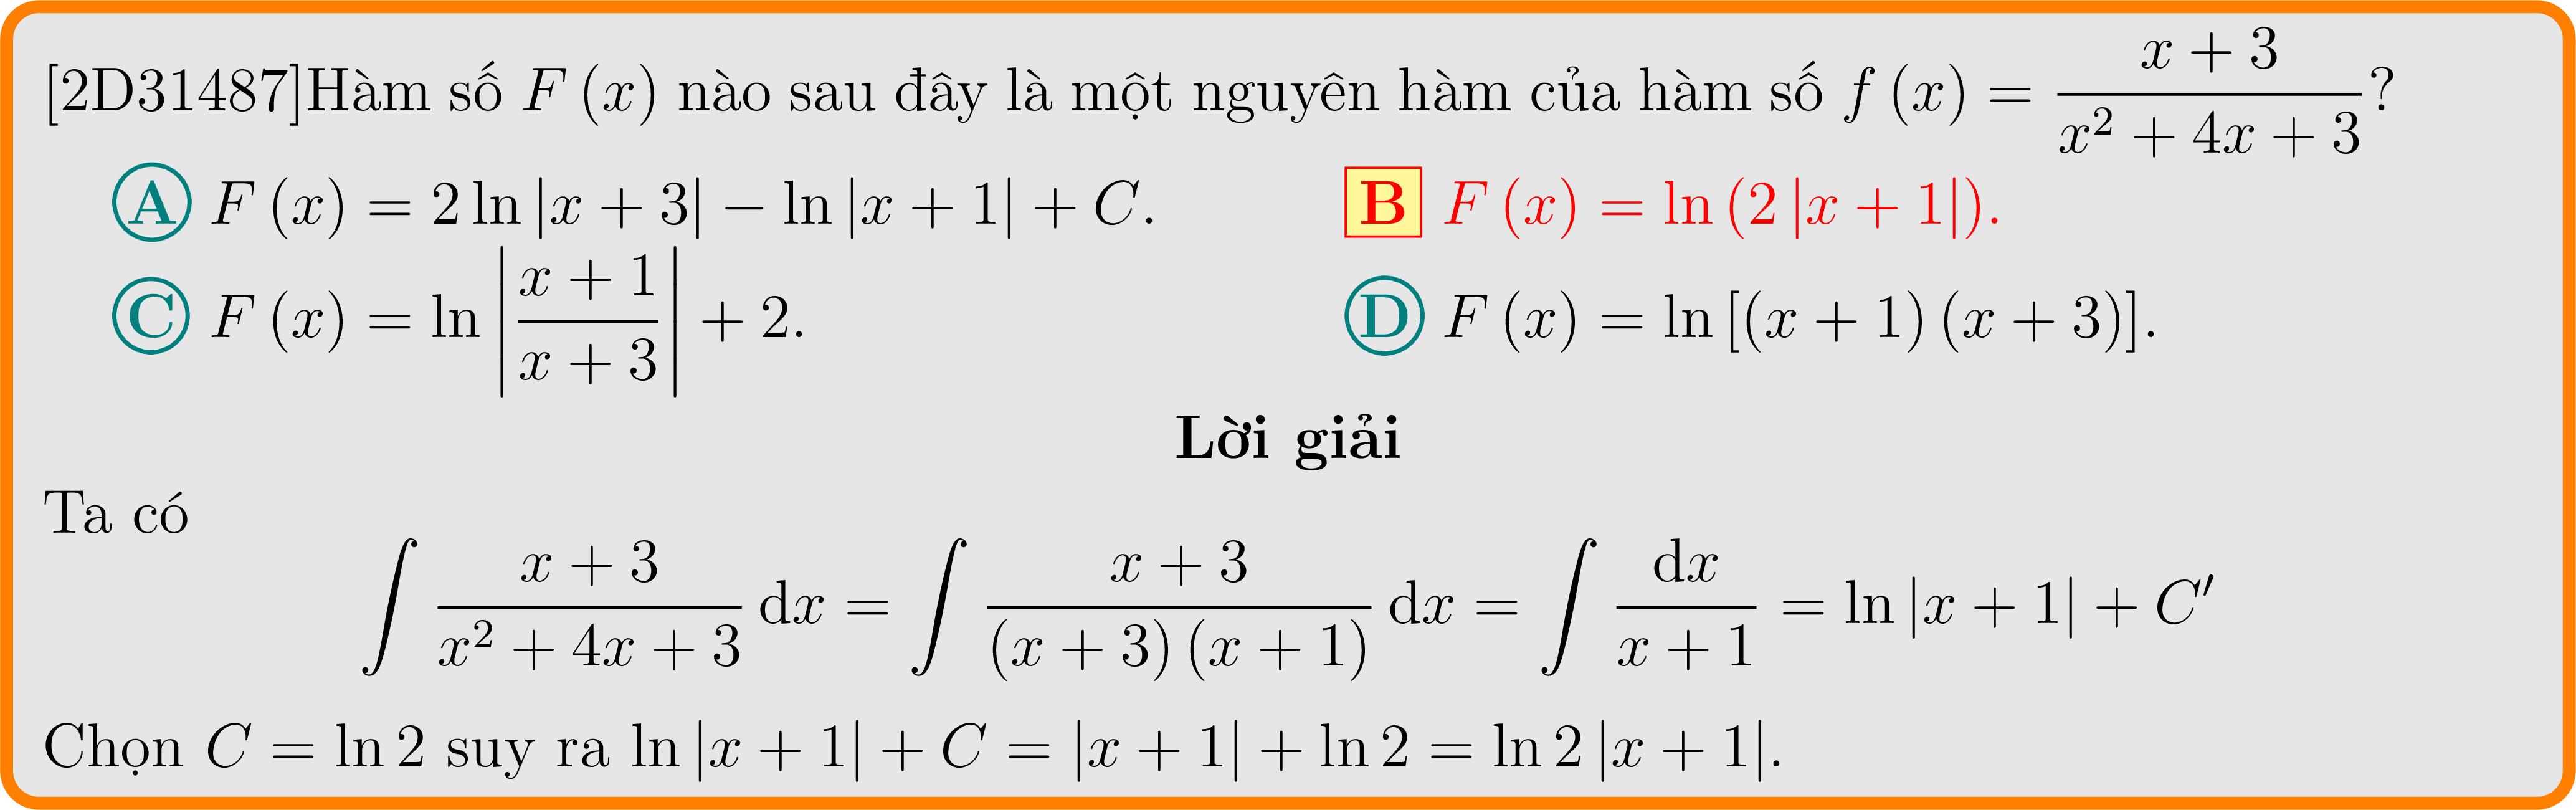 [2D31487]Hàm số F (x) nào sau đây là một nguyên hàm của hàm số f (x) = \frac{x + 3}{x^2 + 4x + 3}?
A F (x) = 2 ln |x + 3| − ln |x + 1| + C. B F (x) = ln (2 |x + 1|).
C F (x) = ln \left|\frac{x + 1}{x + 3}\right| + 2. D F (x) = ln [(x + 1) (x + 3)].
Lời giải
Ta có
\int \frac{x + 3}{x^2 + 4x + 3} dx = \int \frac{x + 3}{(x + 3) (x + 1)} dx = \int \frac{dx}{x + 1} = ln |x + 1| + C′
Chọn C = ln 2 suy ra ln |x + 1| + C = |x + 1| + ln 2 = ln 2 |x + 1|.